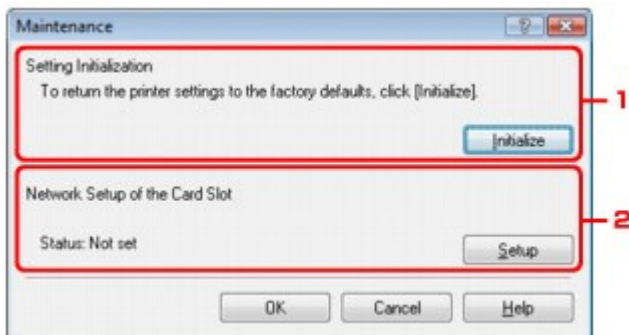 Maintenance
Setting Initialization
To return the printer settings to the factory defaults, click [Initialize].
1
Initialize
Network Setup of the Card Slot
2
Status: Not set
Setup
OK Cancel Help